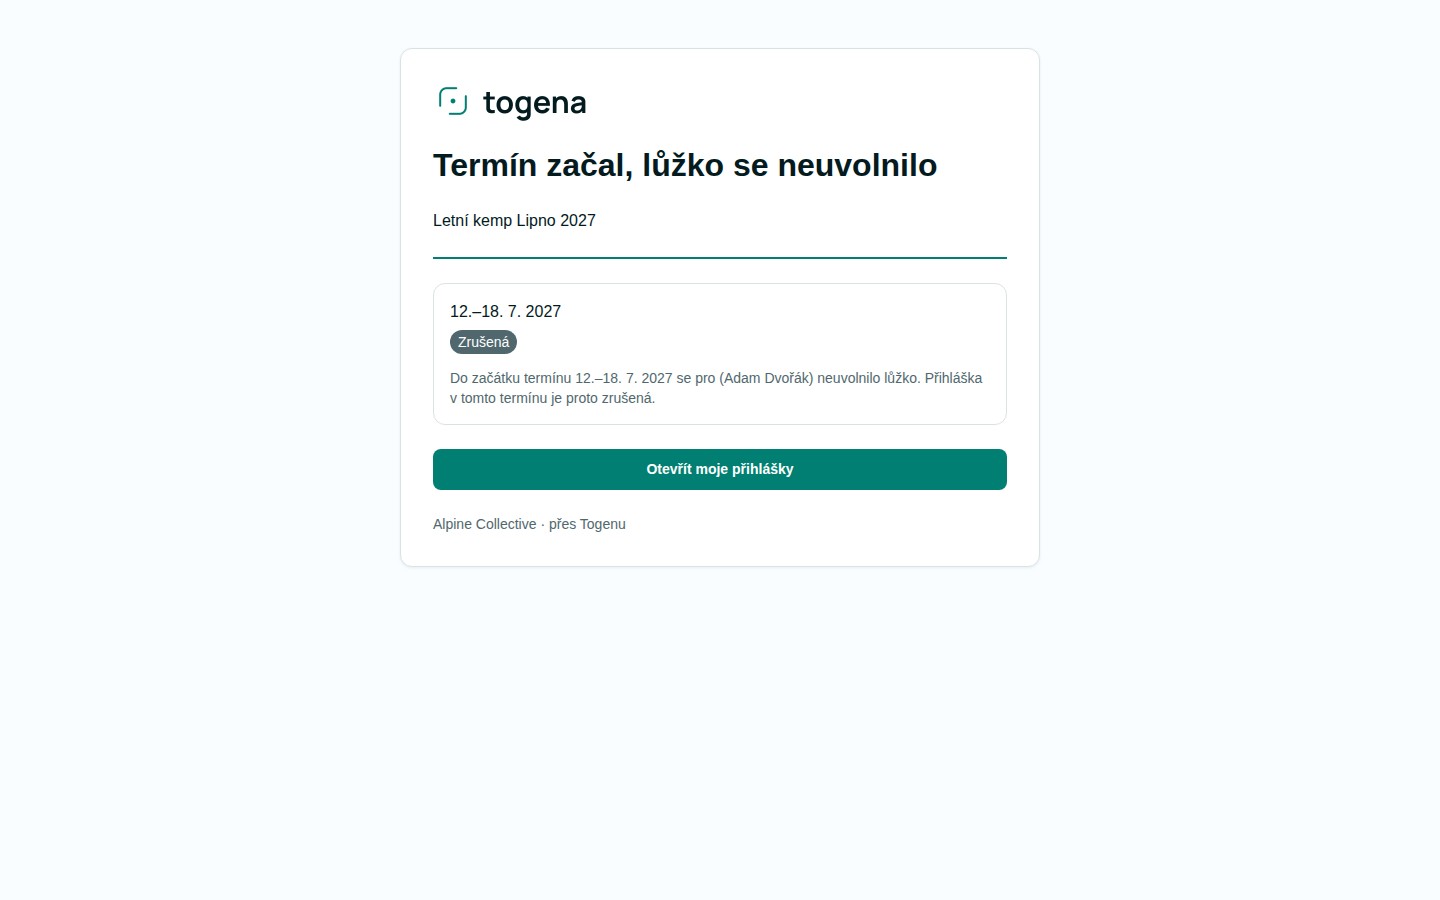 togena
Termín začal, lůžko se neuvolnilo
Letní kemp Lipno 2027
12.–18. 7. 2027
Zrušená
Do začátku termínu 12.–18. 7. 2027 se pro (Adam Dvořák) neuvolnilo lůžko. Přihláška
v tomto termínu je proto zrušená.
Otevřít moje přihlášky
Alpine Collective · přes Togenu